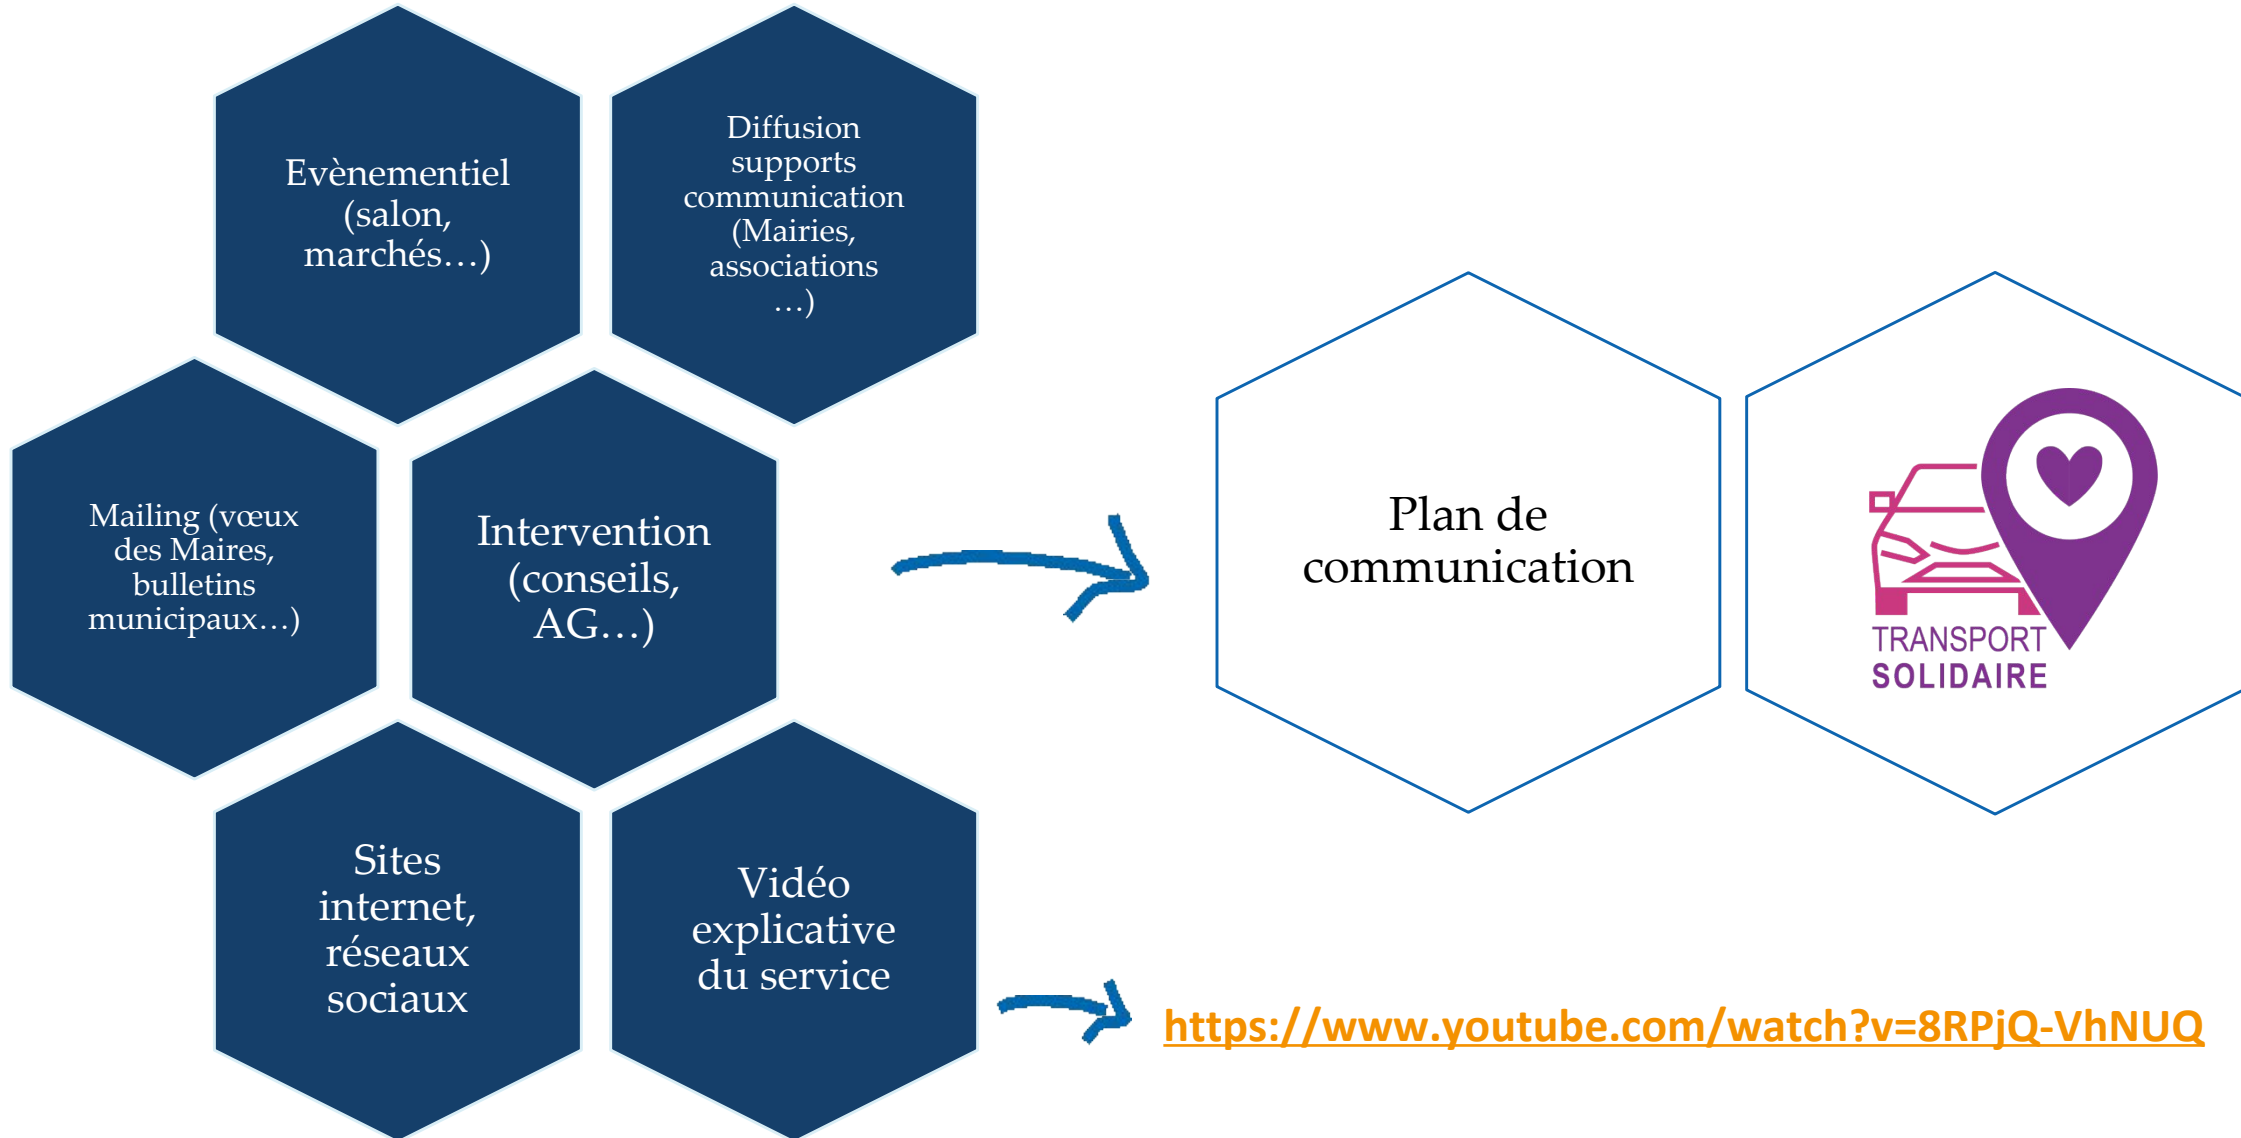 Evènementiel
(salon,
marchés…)
Diffusion
supports
communication
(Mairies,
associations
…)
Mailing (vœux
des Maires,
bulletins
municipaux…)
Intervention
(conseils,
AG…)
Sites
internet,
réseaux
sociaux
Vidéo
explicative
du service
Plan de
communication
TRANSPORT
SOLIDAIRE
https://www.youtube.com/watch?v=8RPjQ-VhNUQ